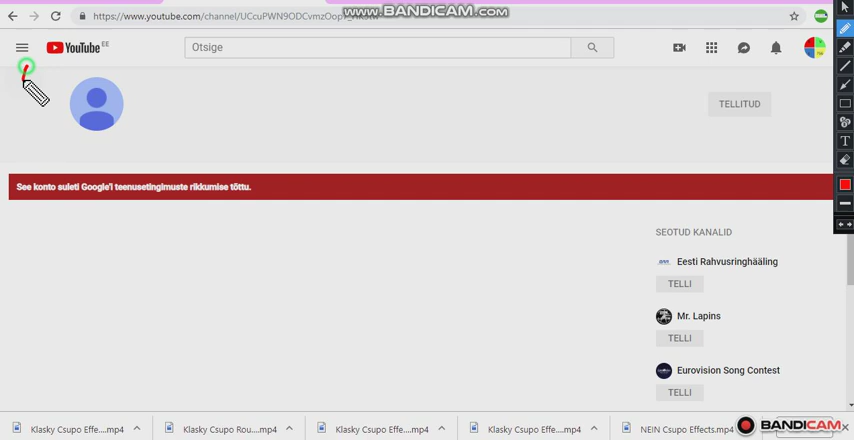 www.BANDICAM.com
https://www.youtube.com/channel/UCcuPWN9ODCvmzOopP
YouTube EE
Otsige
TELLITUD
See konto suleti Google'i teenusetingimuste rikkumise tõttu.
SEOTUD KANALID
Eesti Rahvusringhääling
TELLI
Mr. Lapins
TELLI
Eurovision Song Contest
TELLI
Klasky Csupo Effe....mp4
Klasky Csupo Rou....mp4
Klasky Csupo Effe....mp4
Klasky Csupo Effe....mp4
NEIN Csupo Effects.mp4
BANDICAM